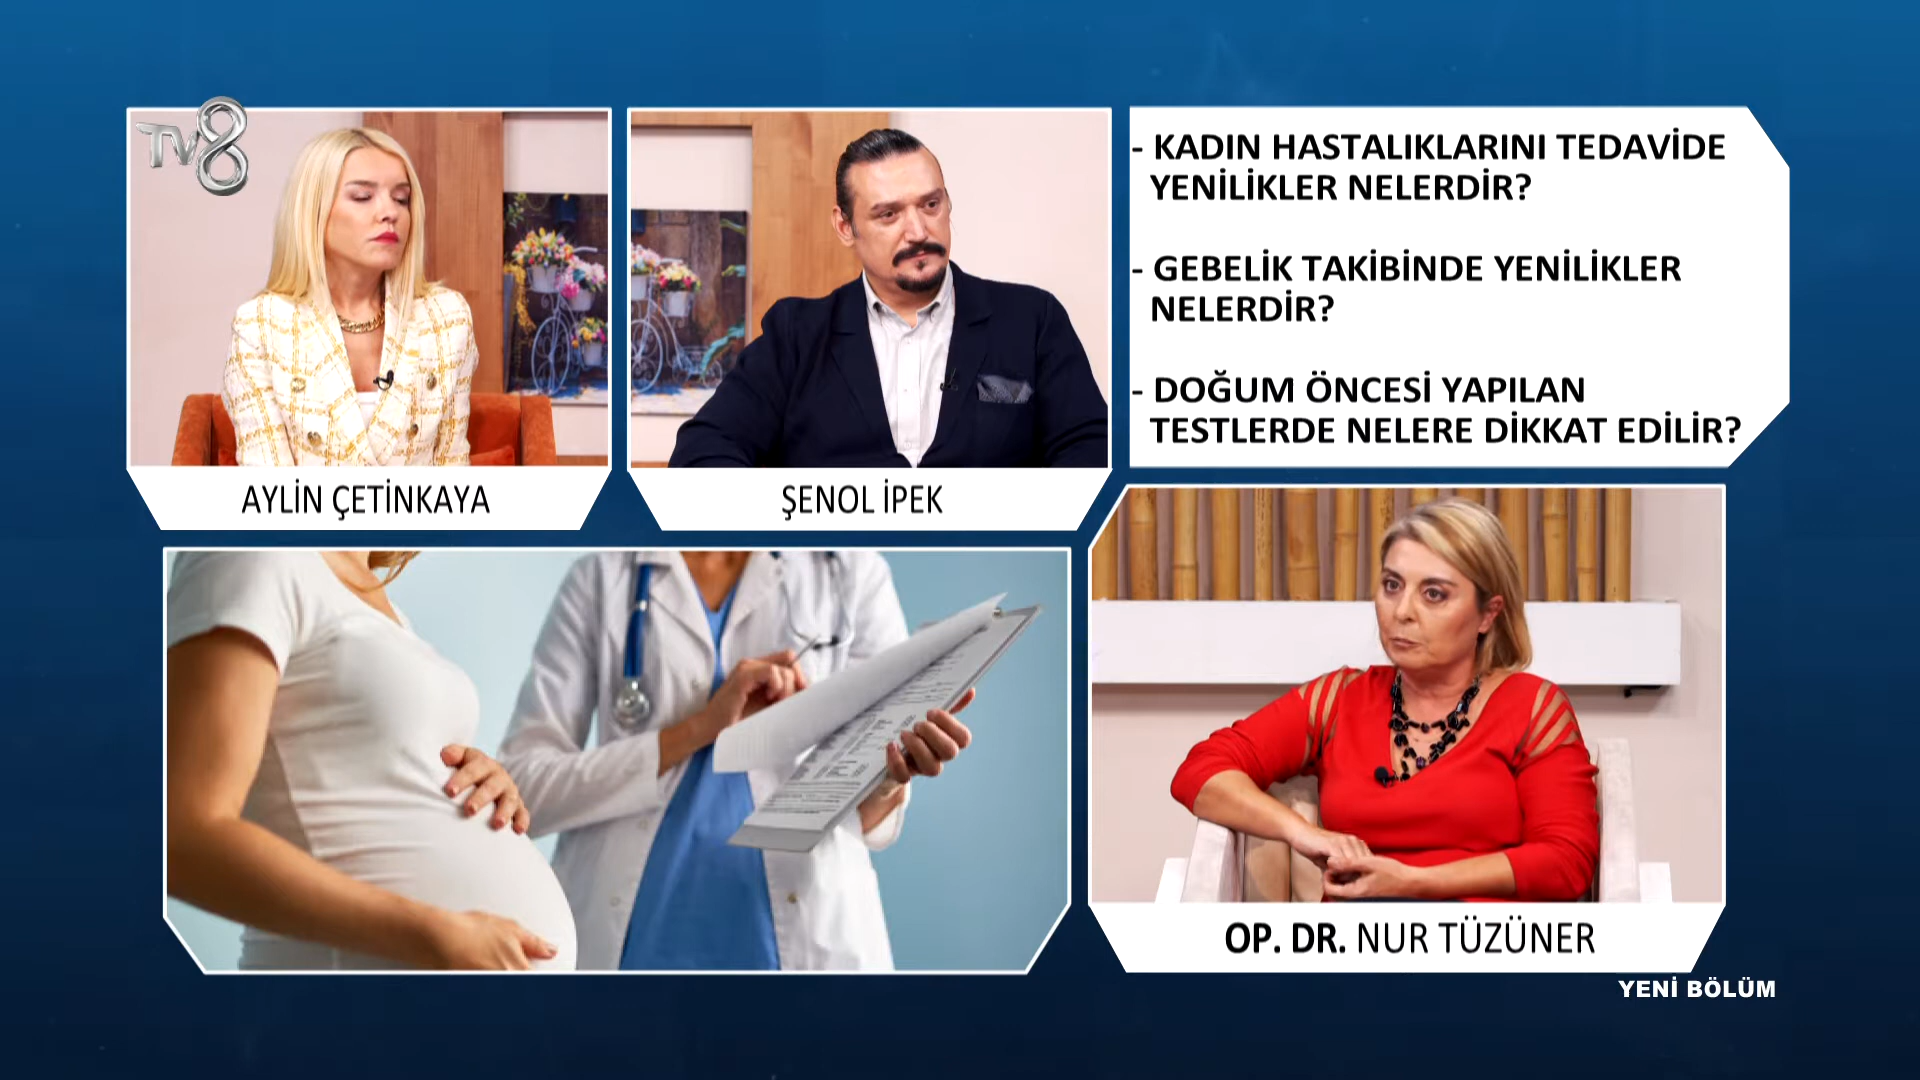 TV8
- KADIN HASTALIKLARINI TEDAVİDE
YENİLİKLER NELERDİR?
- GEBELİK TAKİBİNDE YENİLİKLER
NELERDİR?
- DOĞUM ÖNCESİ YAPILAN
TESTLERDE NELERE DİKKAT EDİLİR?
AYLİN ÇETİNKAYA
ŞENOL İPEK
OP. DR. NUR TÜZÜNER
YENİ BÖLÜM